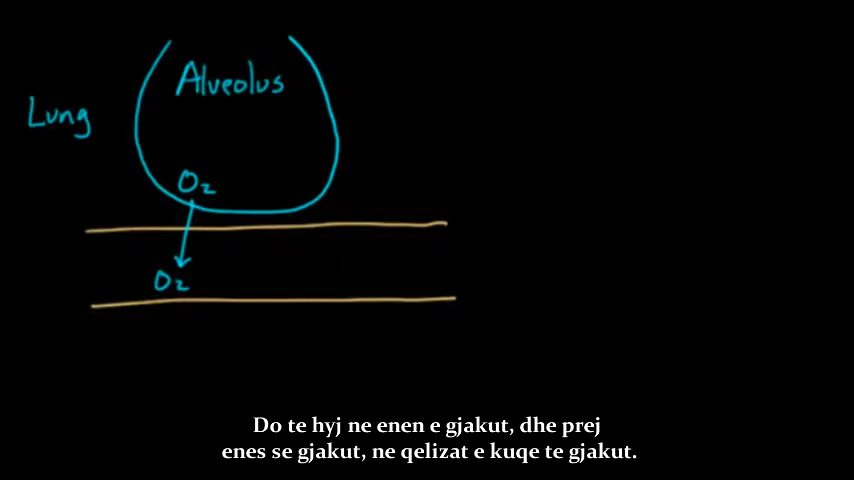 Alveolus
Lung
O₂
O₂
Do te hyj ne enen e gjakut, dhe prej
enes se gjakut, ne qelizat e kuqe te gjakut.